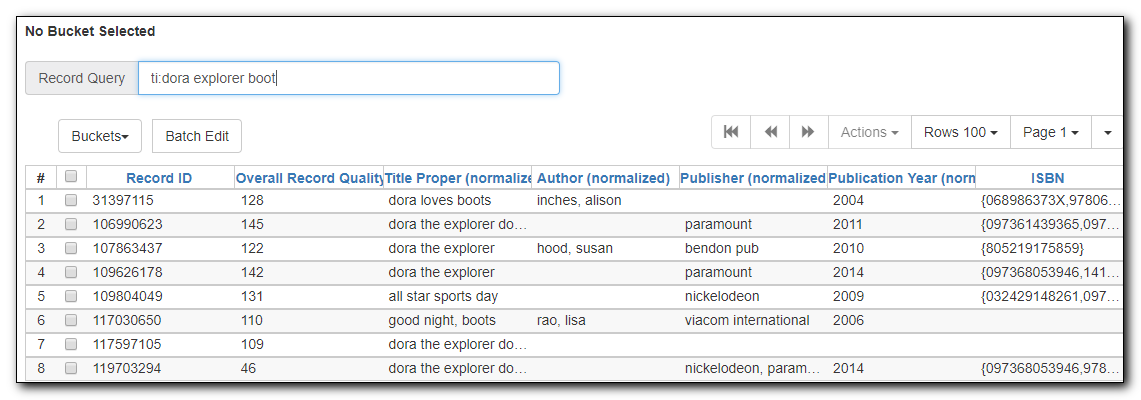 No Bucket Selected
Record Query ti:dora explorer boot
Buckets Batch Edit Actions Rows 100 Page 1
# Record ID Overall Record Quality Title Proper (normalize Author (normalized) Publisher (normalized Publication Year (norn ISBN
1 31397115 128 dora loves boots inches, alison 2004 {068986373X,97806…
2 106990623 145 dora the explorer do… paramount 2011 {097361439365,097…
3 107863437 122 dora the explorer hood, susan bendon pub 2010 {805219175859}
4 109626178 142 dora the explorer paramount 2014 {097368053946,141…
5 109804049 131 all star sports day nickelodeon 2009 {032429148261,097…
6 117030650 110 good night, boots rao, lisa viacom international 2006
7 117597105 109 dora the explorer do…
8 119703294 46 dora the explorer do… nickelodeon, param… 2014 {097368053946,978…